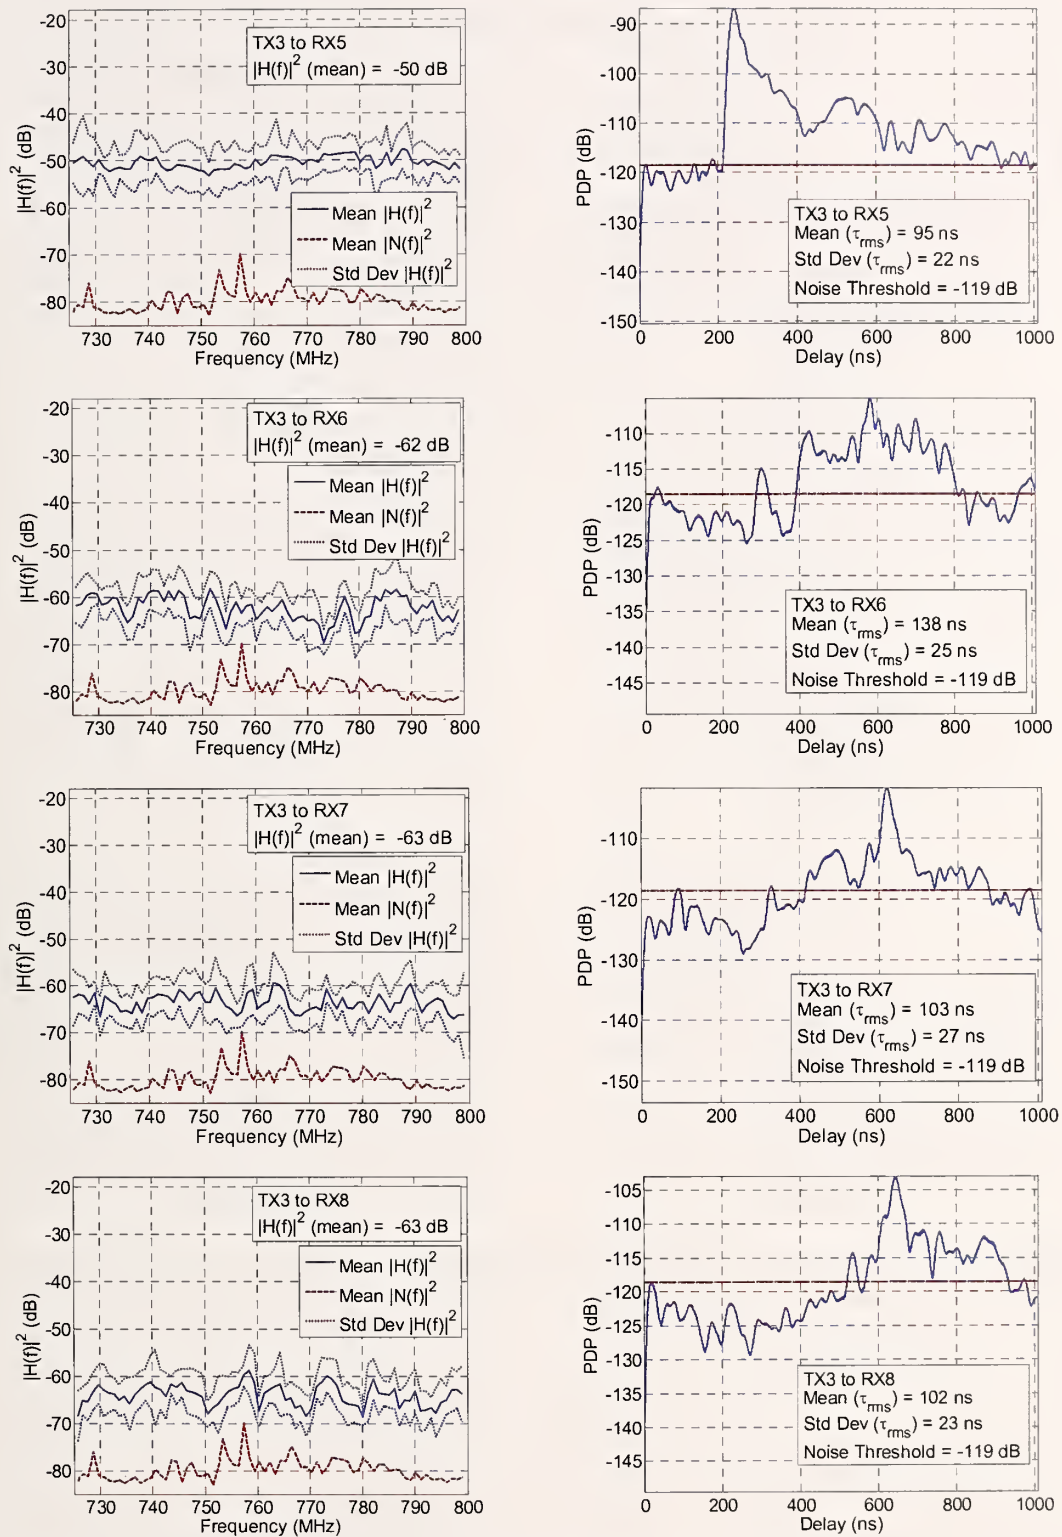 -20
-30
-40
-50
-60
-70
-80
|H(f)|² (dB)
TX3 to RX5
|H(f)|² (mean) = -50 dB
Mean |H(f)|²
Mean |N(f)|²
Std Dev |H(f)|²
730 740 750 760 770 780 790 800
Frequency (MHz)
-90
-100
-110
-120
-130
-140
-150
PDP (dB)
TX3 to RX5
Mean (τrms) = 95 ns
Std Dev (τrms) = 22 ns
Noise Threshold = -119 dB
0 200 400 600 800 1000
Delay (ns)
-20
-30
-40
-50
-60
-70
-80
|H(f)|² (dB)
TX3 to RX6
|H(f)|² (mean) = -62 dB
Mean |H(f)|²
Mean |N(f)|²
Std Dev |H(f)|²
730 740 750 760 770 780 790 800
Frequency (MHz)
-110
-115
-120
-125
-130
-135
-140
-145
PDP (dB)
TX3 to RX6
Mean (τrms) = 138 ns
Std Dev (τrms) = 25 ns
Noise Threshold = -119 dB
0 200 400 600 800 1000
Delay (ns)
-20
-30
-40
-50
-60
-70
-80
|H(f)|² (dB)
TX3 to RX7
|H(f)|² (mean) = -63 dB
Mean |H(f)|²
Mean |N(f)|²
Std Dev |H(f)|²
730 740 750 760 770 780 790 800
Frequency (MHz)
-110
-120
-130
-140
-150
PDP (dB)
TX3 to RX7
Mean (τrms) = 103 ns
Std Dev (τrms) = 27 ns
Noise Threshold = -119 dB
0 200 400 600 800 1000
Delay (ns)
-20
-30
-40
-50
-60
-70
-80
|H(f)|² (dB)
TX3 to RX8
|H(f)|² (mean) = -63 dB
Mean |H(f)|²
Mean |N(f)|²
Std Dev |H(f)|²
730 740 750 760 770 780 790 800
Frequency (MHz)
-105
-110
-115
-120
-125
-130
-135
-140
-145
PDP (dB)
TX3 to RX8
Mean (τrms) = 102 ns
Std Dev (τrms) = 23 ns
Noise Threshold = -119 dB
0 200 400 600 800 1000
Delay (ns)